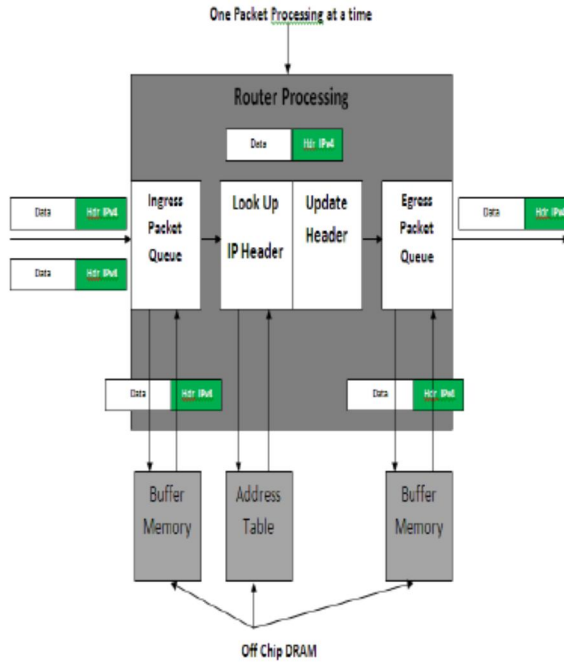 One Packet Processing at a time
Router Processing
Data Hdr IPv4
Data Hdr IPv4
Data Hdr IPv4
Ingress
Packet
Queue
Look Up
IP Header
Update
Header
Egress
Packet
Queue
Data Hdr IPv4
Data Hdr IPv4
Data Hdr IPv4
Buffer
Memory
Address
Table
Buffer
Memory
Off Chip DRAM